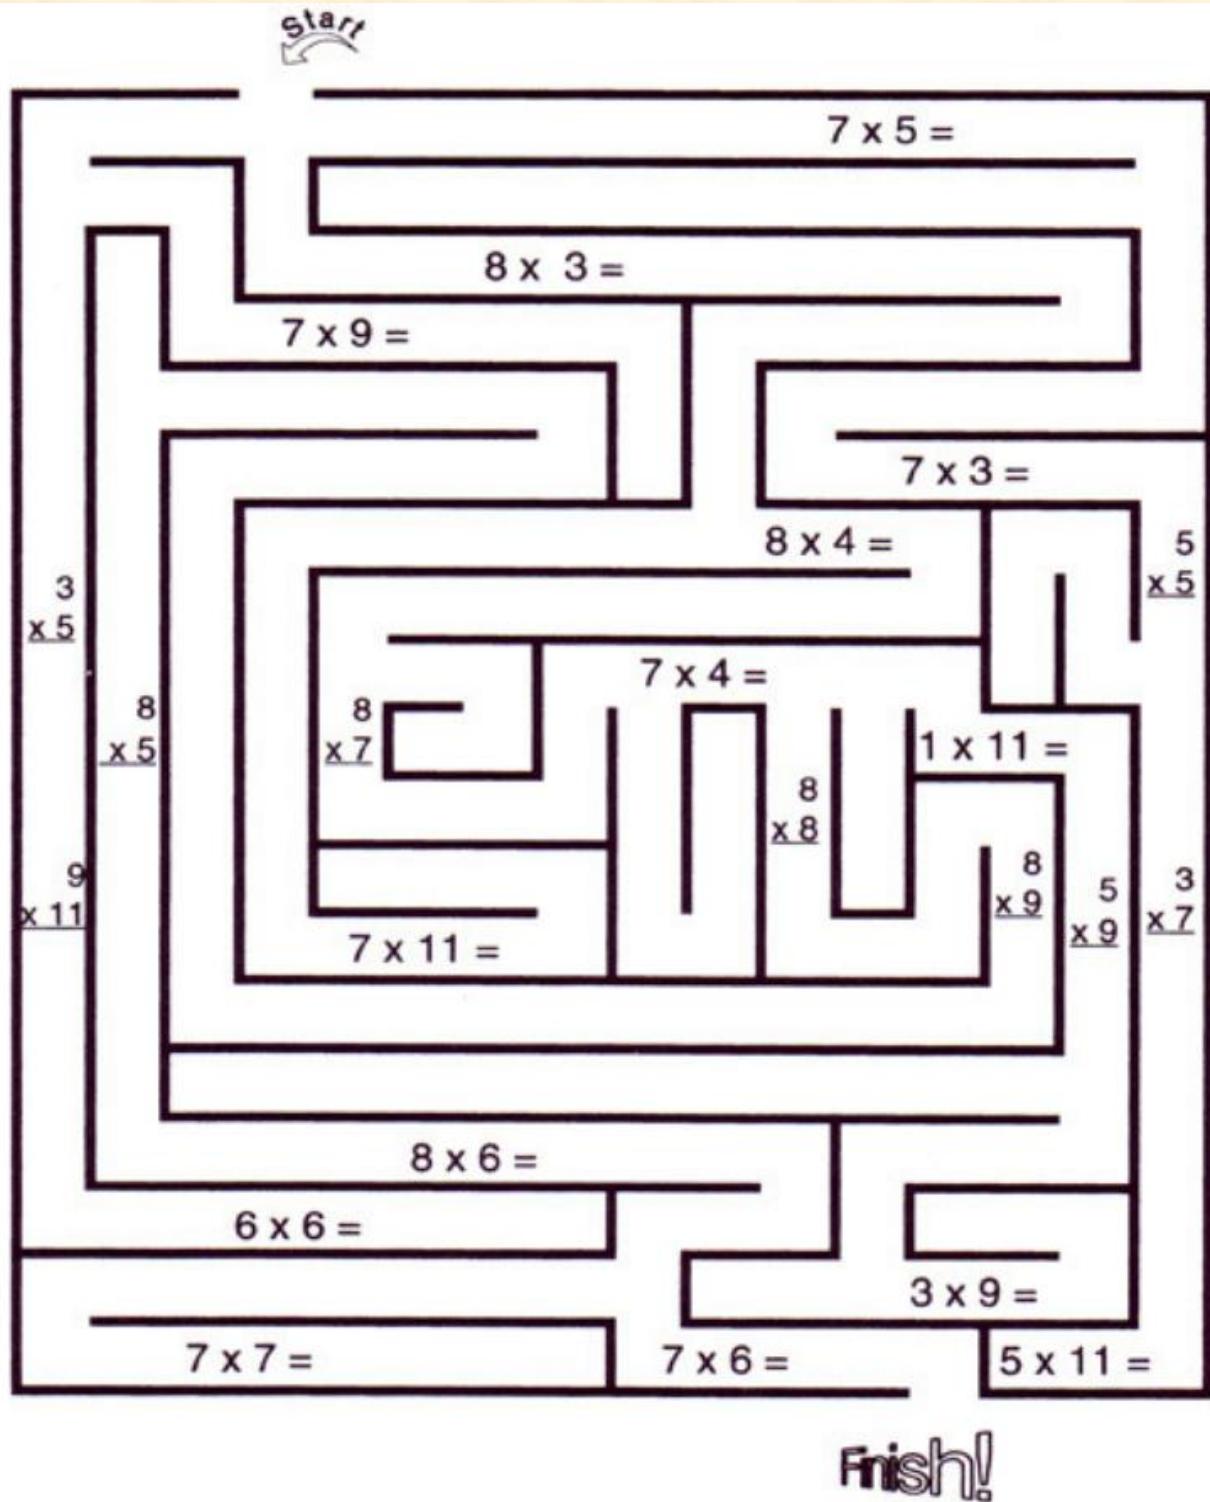 Start
7 x 5 =
8 x 3 =
7 x 9 =
7 x 3 =
8 x 4 =
5
x 5
3
x 5
7 x 4 =
8
x 5
8
x 7
1 x 11 =
8
x 8
9
x 11
8
x 9
5
x 9
3
x 7
7 x 11 =
8 x 6 =
6 x 6 =
3 x 9 =
7 x 7 =
7 x 6 =
5 x 11 =
Finish!